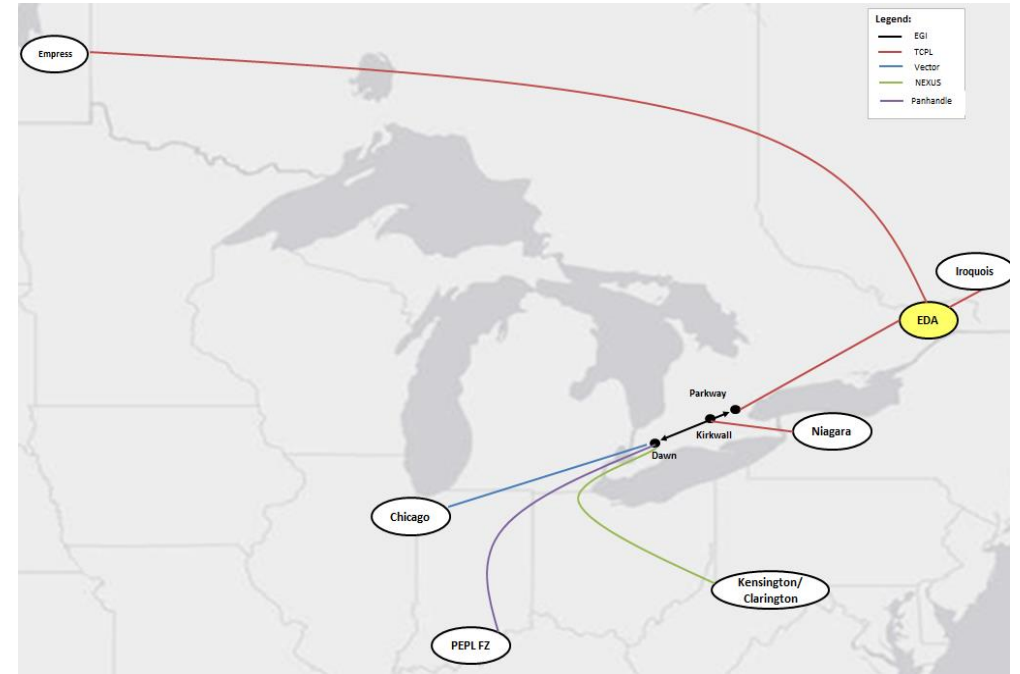 Legend:
EGI
TCPL
Vector
NEXUS
Panhandle
Empress
Iroquois
EDA
Parkway
Kirkwall
Niagara
Dawn
Chicago
Kensington/
Clarington
PEPL FZ